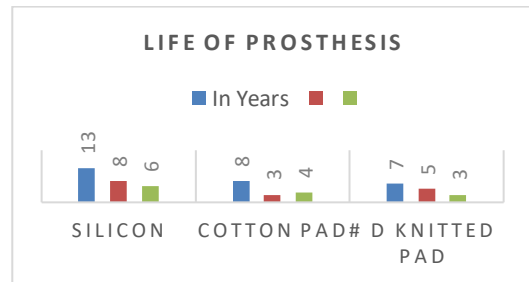 LIFE OF PROSTHESIS
In Years
13 8 6 8 3 4 7 5 3
SILICON COTTON PAD # D KNITTED
PAD